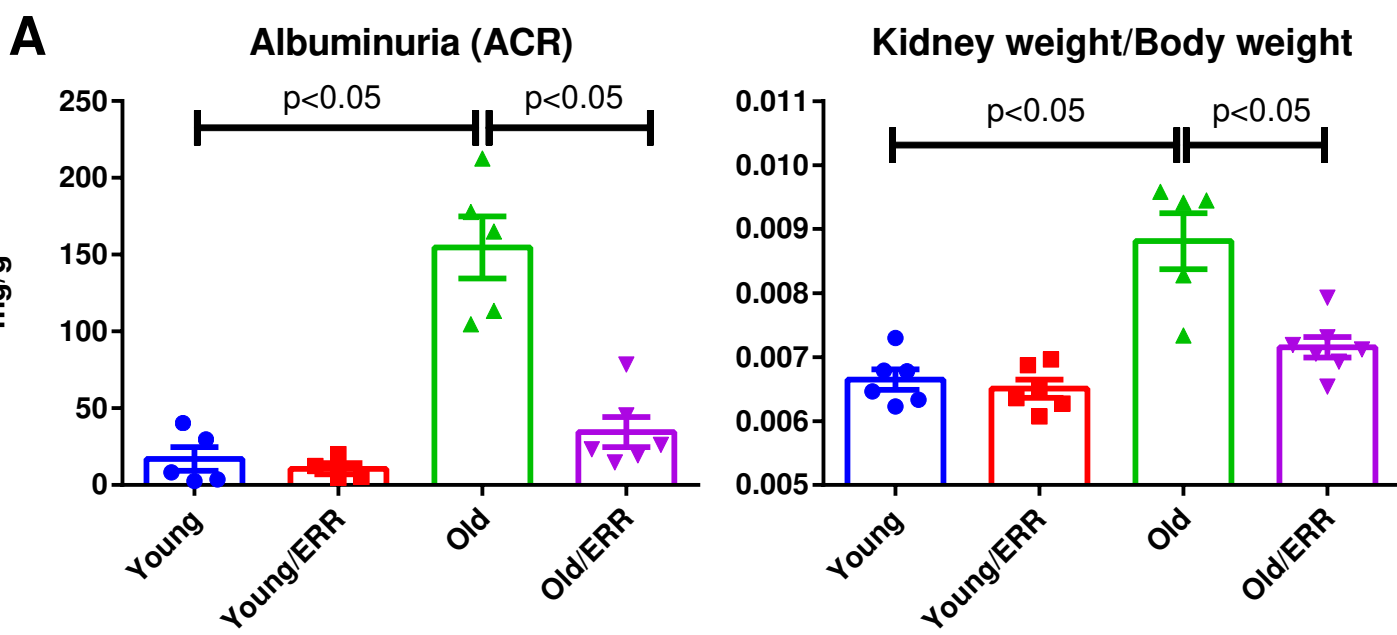 A
Albuminuria (ACR)
mg/g
250
200
150
100
50
0
p<0.05
p<0.05
Young
Young/ERR
Old
Old/ERR
Kidney weight/Body weight
0.011
0.010
0.009
0.008
0.007
0.006
0.005
p<0.05
p<0.05
Young
Young/ERR
Old
Old/ERR